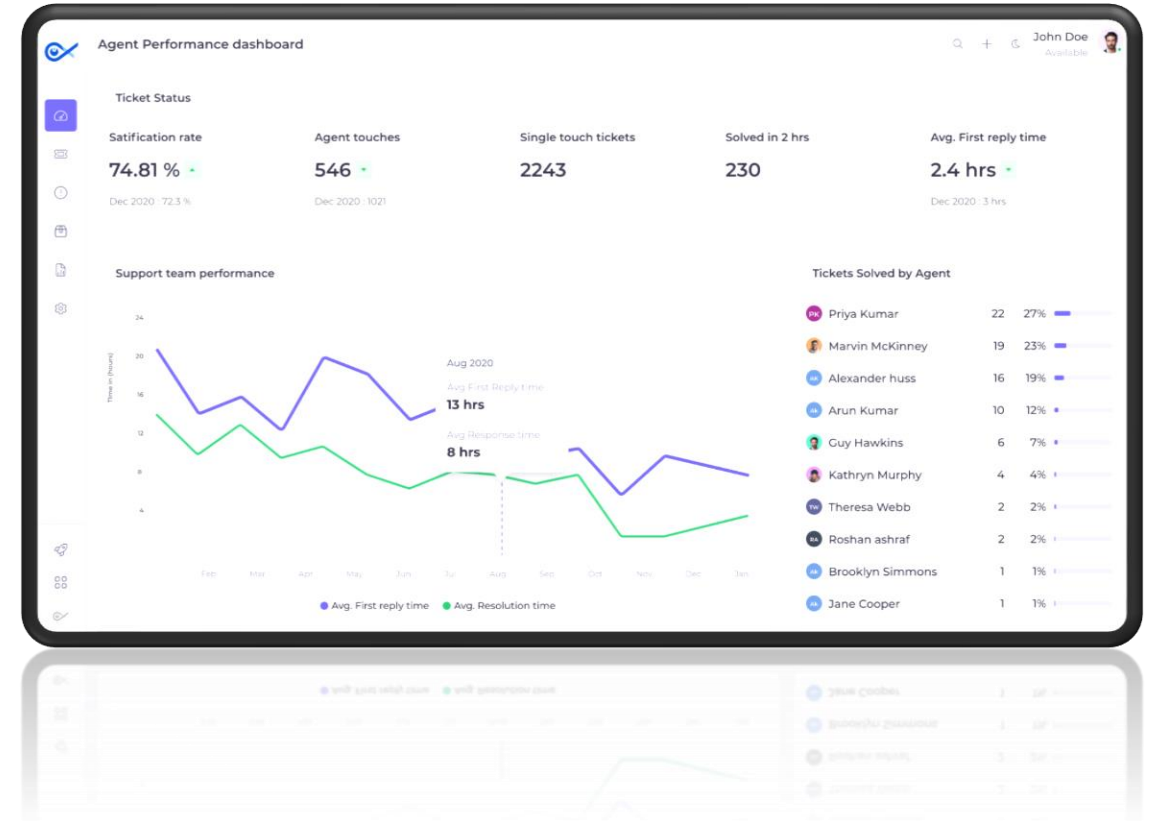 Agent Performance dashboard
John Doe
Available
Ticket Status
Satification rate
Agent touches
Single touch tickets
Solved in 2 hrs
Avg. First reply time
74.81 %
546
2243
230
2.4 hrs
Dec 2020 : 72.3 %
Dec 2020 : 1021
Dec 2020 : 3 hrs
Support team performance
Time in (hours)
24
20
16
12
8
4
Aug 2020
Avg First Reply time
13 hrs
Avg Response time
8 hrs
Feb Mar Apr May Jun Jul Aug Sep Oct Nov Dec Jan
Avg. First reply time
Avg. Resolution time
Tickets Solved by Agent
PK Priya Kumar 22 27%
Marvin McKinney 19 23%
Alexander huss 16 19%
Arun Kumar 10 12%
Guy Hawkins 6 7%
Kathryn Murphy 4 4%
TW Theresa Webb 2 2%
Roshan ashraf 2 2%
Brooklyn Simmons 1 1%
Jane Cooper 1 1%